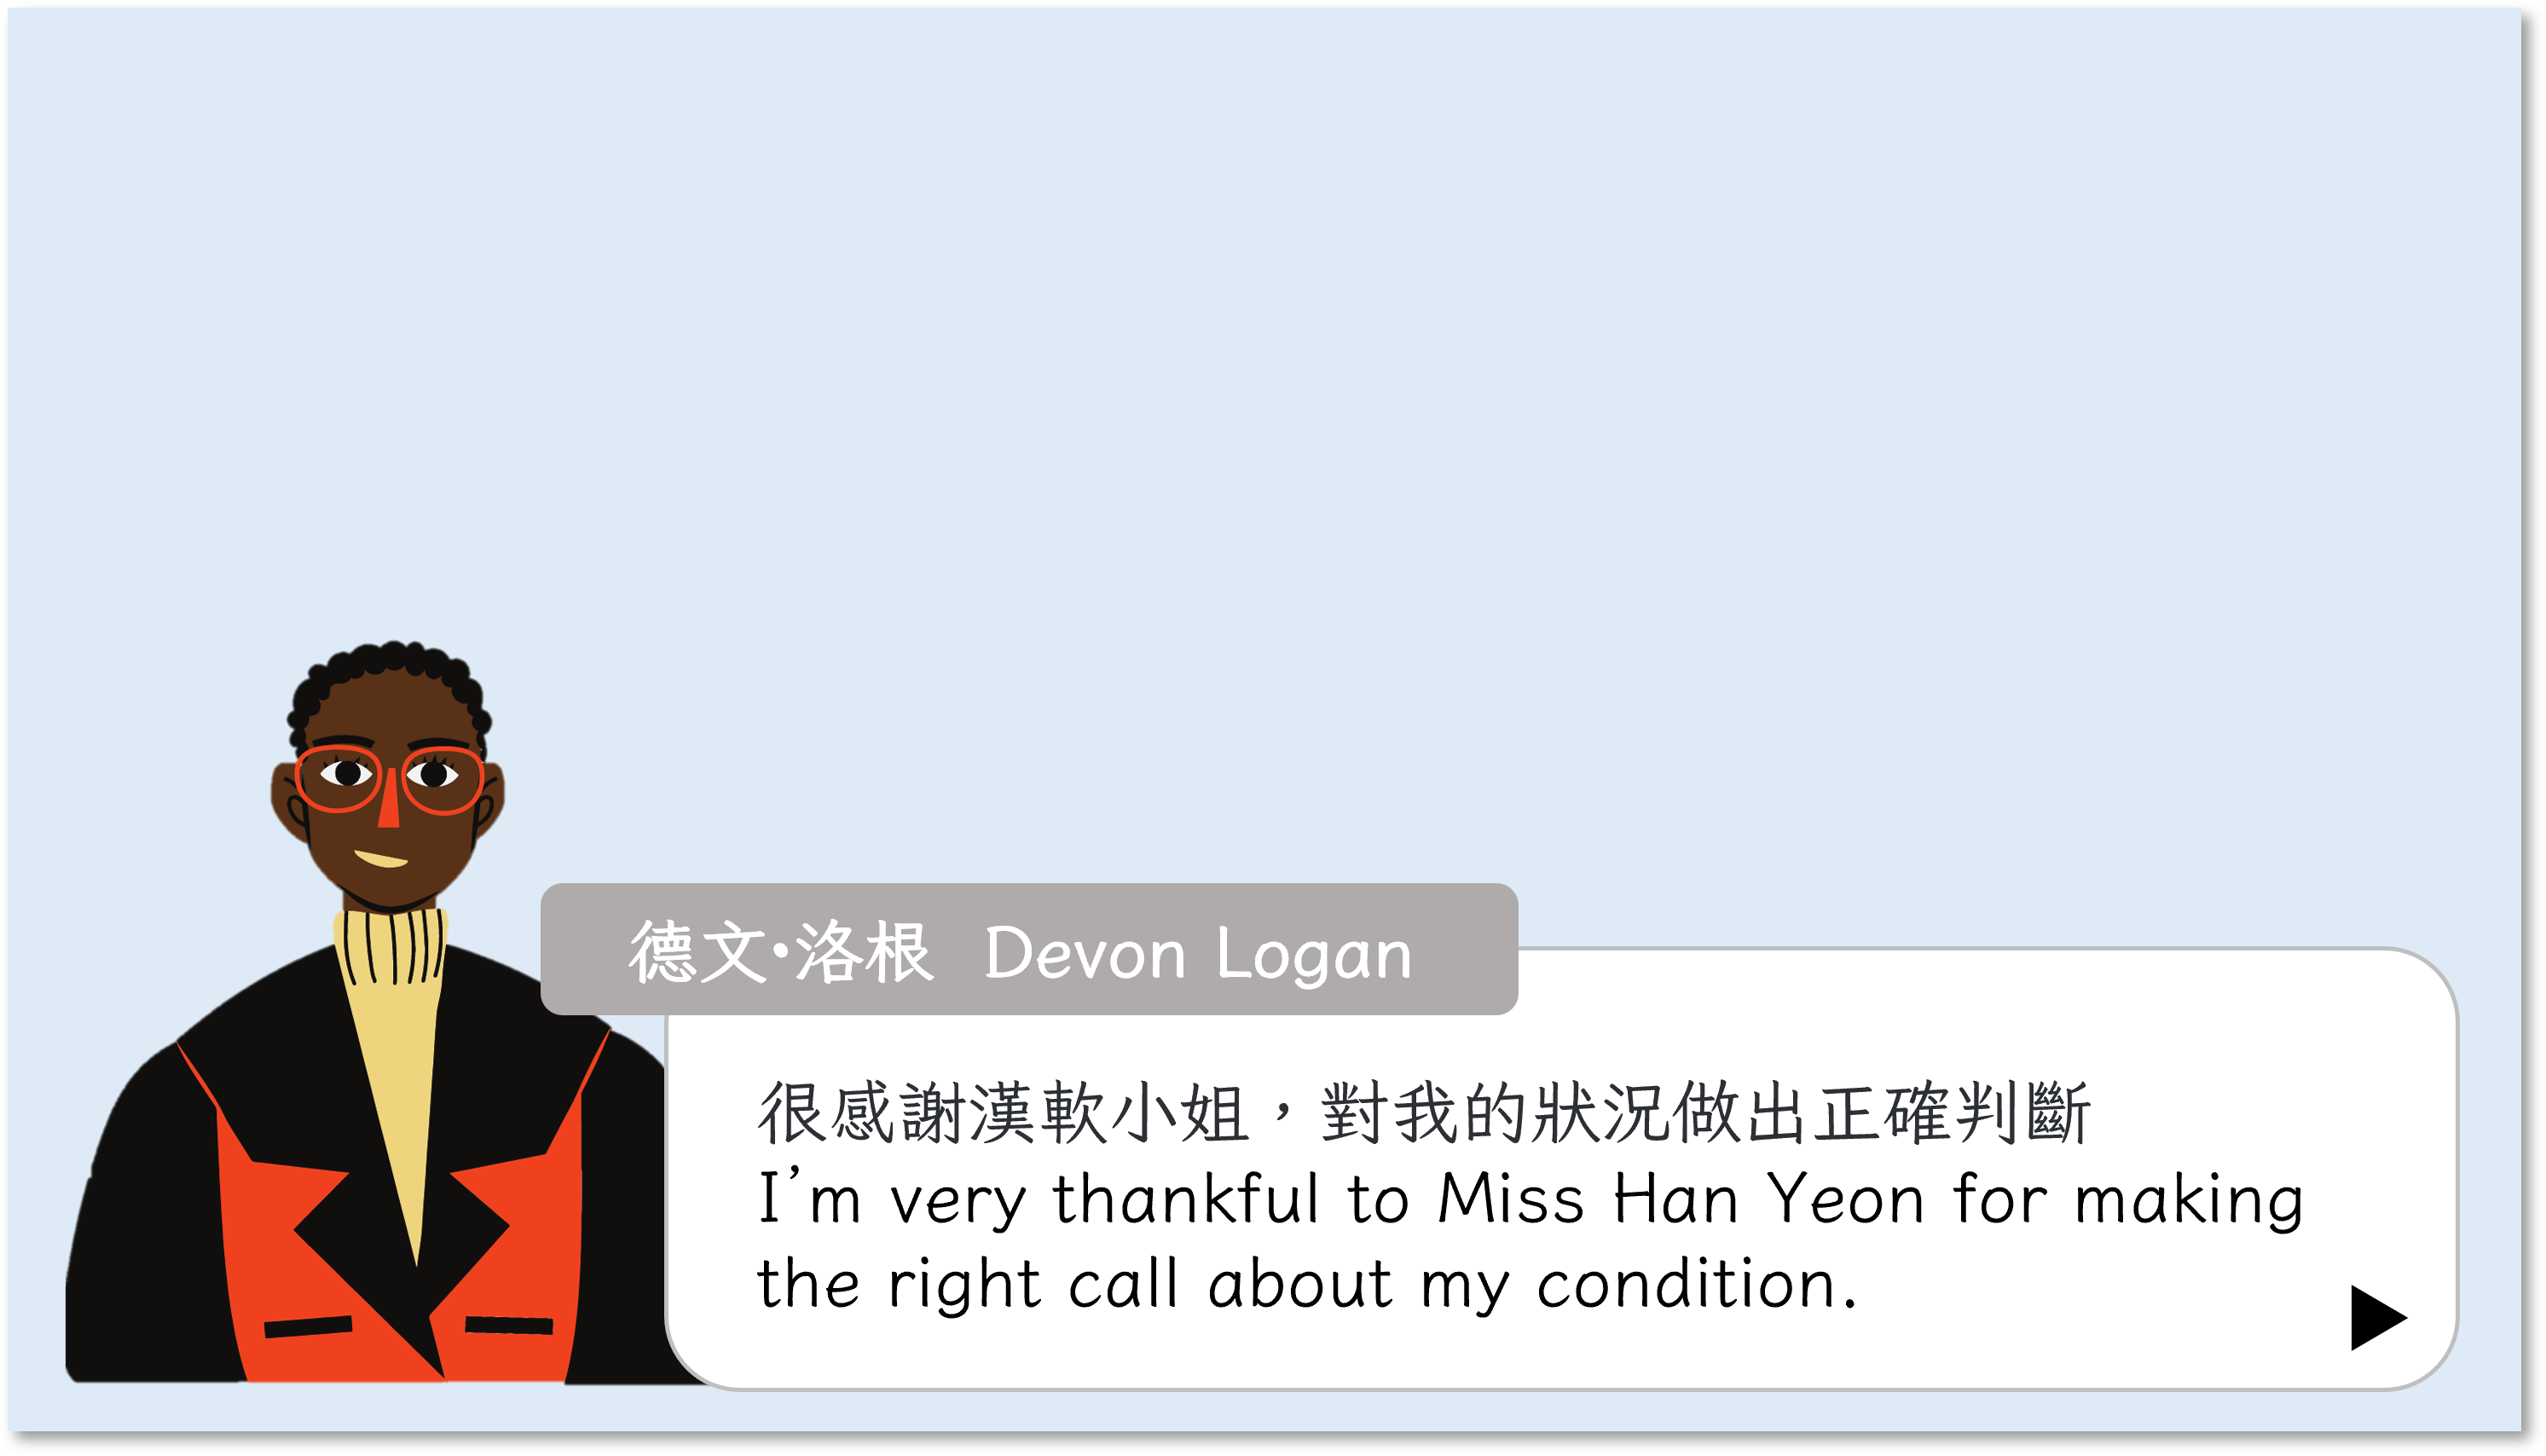 德文·洛根 Devon Logan
很感謝漢軟小姐，對我的狀況做出正確判斷
I'm very thankful to Miss Han Yeon for making
the right call about my condition.